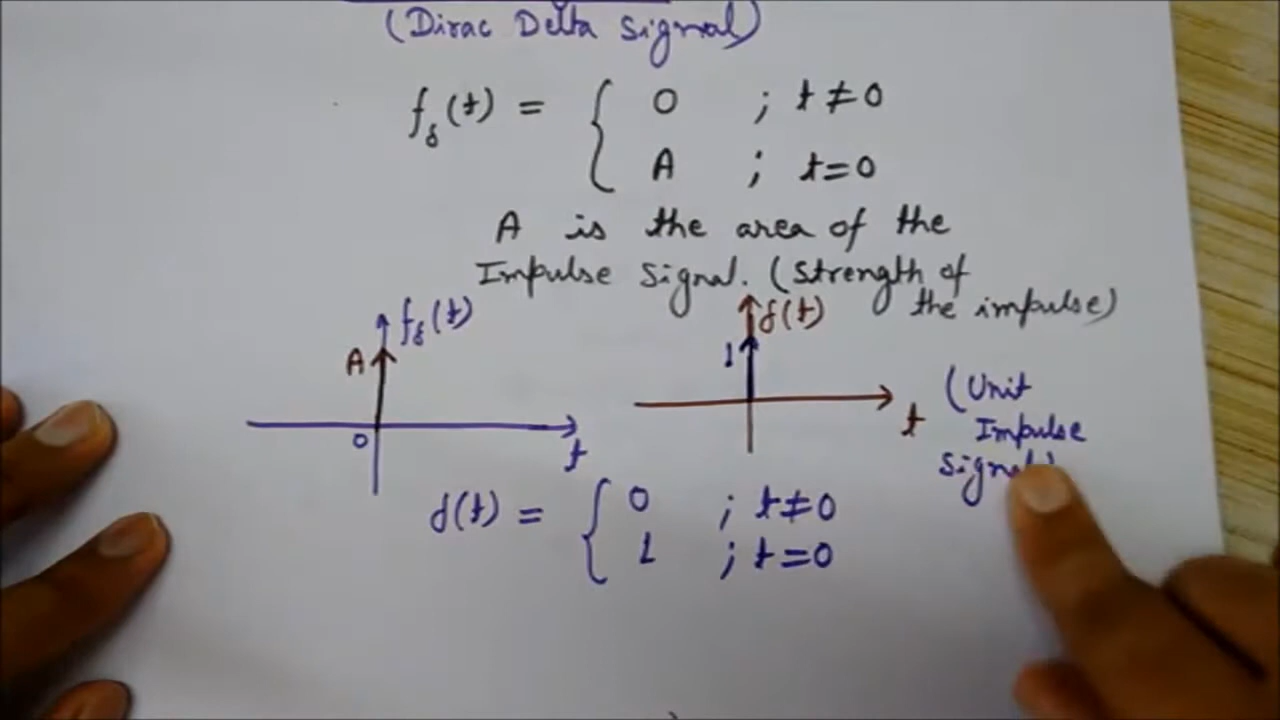 (Dirac Delta Signal)
fδ(t) = { 0 ; t≠0
A ; t=0
A is the area of the
Impulse Signal. (Strength of
the impulse)
fδ(t)
A
0
t
δ(t)
1
t
(Unit
Impulse
Signal)
δ(t) = { 0 ; t≠0
1 ; t=0